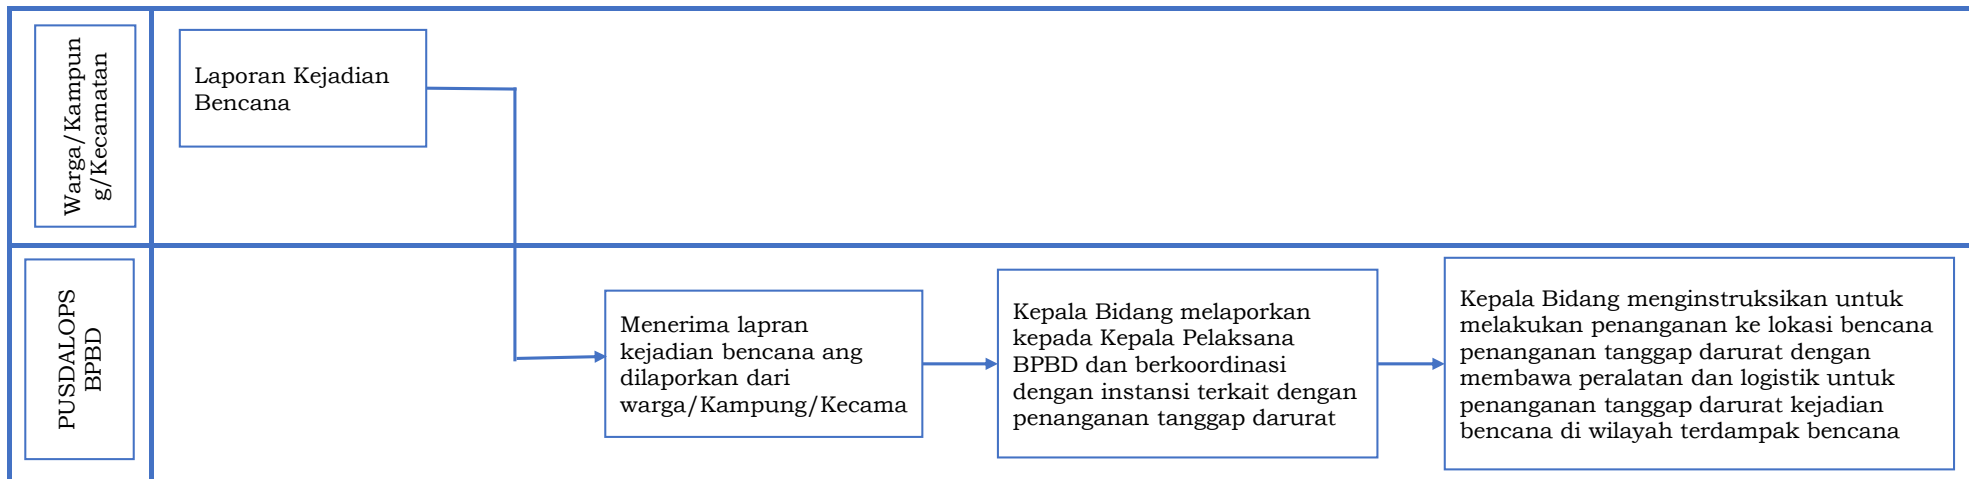 Warga/Kampun
g/Kecamatan
Laporan Kejadian
Bencana
PUSDALOPS
BPBD
Menerima lapran
kejadian bencana ang
dilaporkan dari
warga/Kampung/Kecama
Kepala Bidang melaporkan
kepada Kepala Pelaksana
BPBD dan berkoordinasi
dengan instansi terkait dengan
penanganan tanggap darurat
Kepala Bidang menginstruksikan untuk
melakukan penanganan ke lokasi bencana
penanganan tanggap darurat dengan
membawa peralatan dan logistik untuk
penanganan tanggap darurat kejadian
bencana di wilayah terdampak bencana